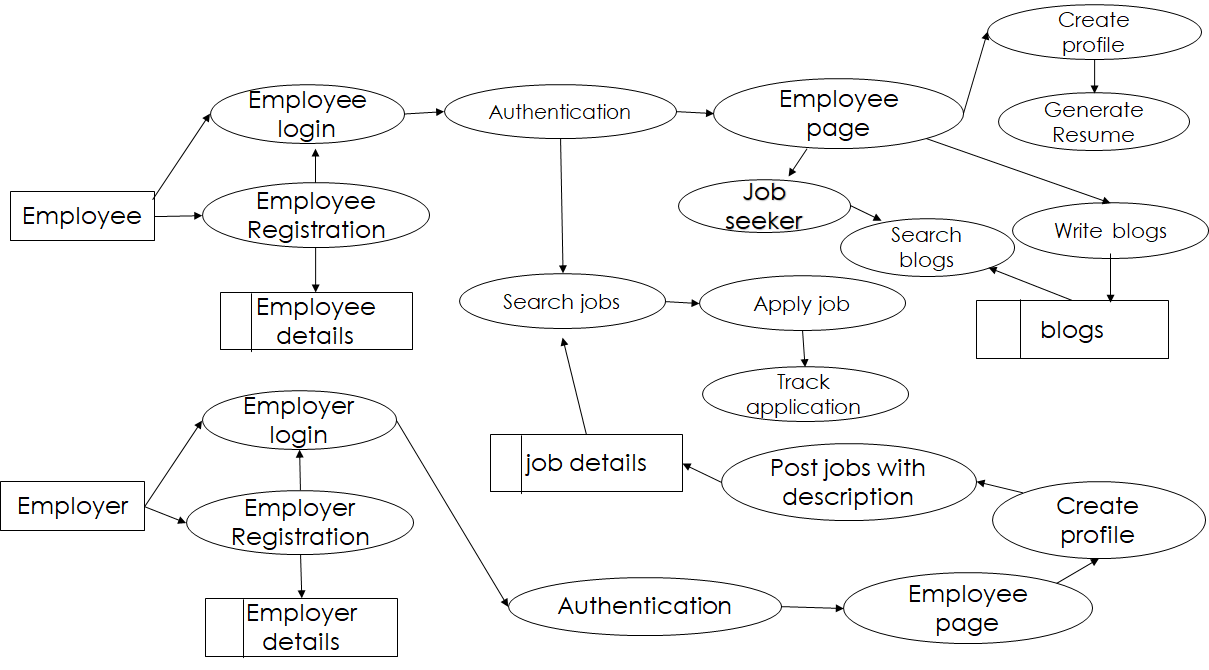 Create
profile
Employee
login
Authentication
Employee
page
Generate
Resume
Employee
Employee
Registration
Job
seeker
Search
blogs
Write blogs
Employee
details
Search jobs
Apply job
blogs
Track
application
Employer
login
job details
Post jobs with
description
Employer
Employer
Registration
Create
profile
Employer
details
Authentication
Employee
page